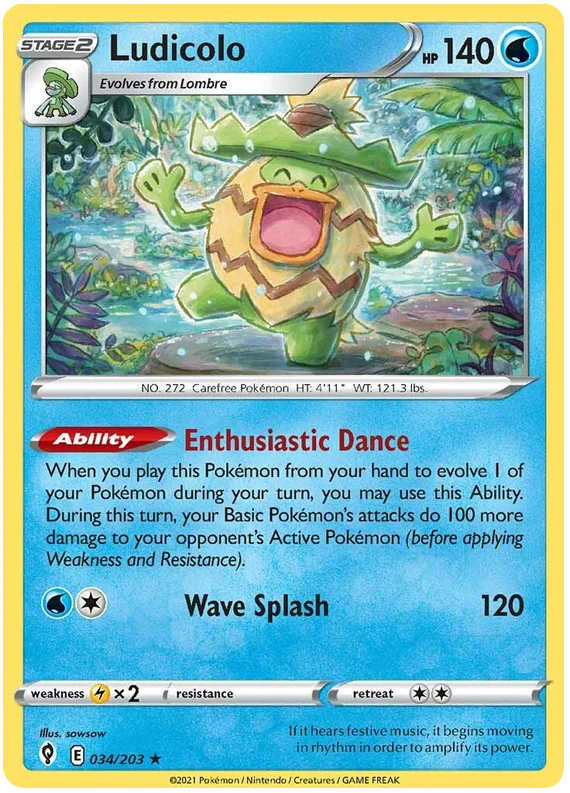 STAGE 2 Ludicolo HP 140
Evolves from Lombre
NO. 272 Carefree Pokémon HT: 4'11" WT: 121.3 lbs.
Ability Enthusiastic Dance
When you play this Pokémon from your hand to evolve 1 of
your Pokémon during your turn, you may use this Ability.
During this turn, your Basic Pokémon's attacks do 100 more
damage to your opponent's Active Pokémon (before applying
Weakness and Resistance).
Wave Splash 120
weakness ×2 resistance retreat
Illus. sowsow
If it hears festive music, it begins moving
in rhythm in order to amplify its power.
E 034/203 ★
©2021 Pokémon / Nintendo / Creatures / GAME FREAK